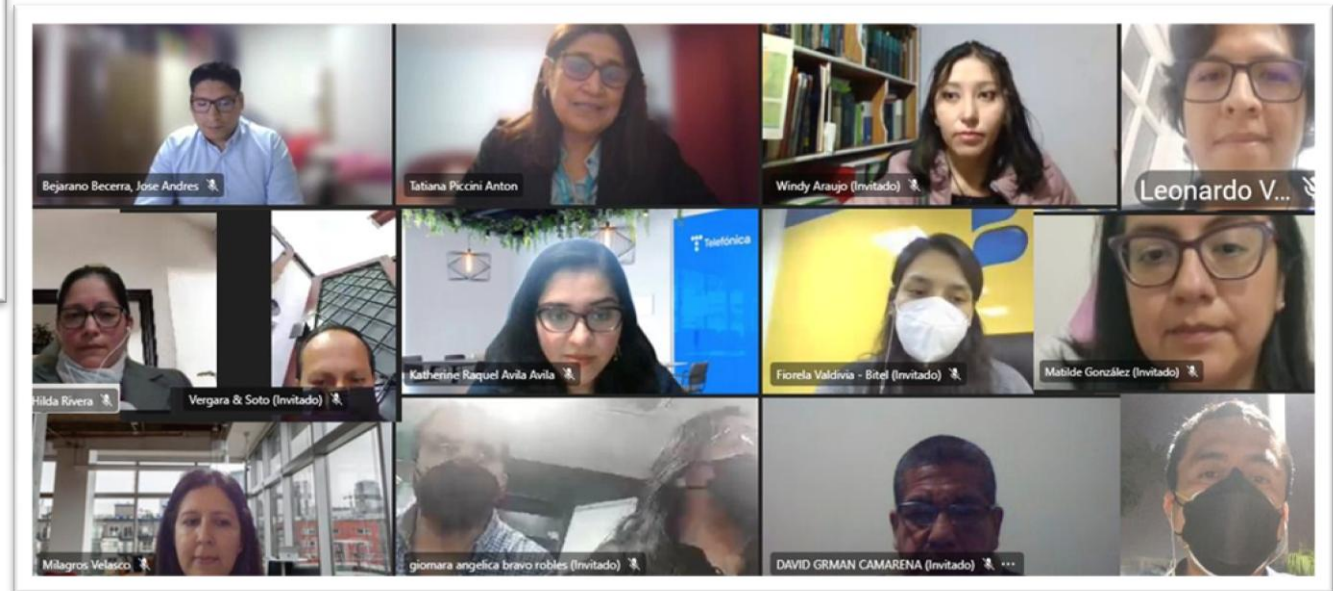 Bejarano Becerra, Jose Andres
Tatiana Piccini Anton
Windy Araujo (Invitado)
Leonardo V...
Telefónica
Hilda Rivera
Vergara & Soto (Invitado)
Katherine Raquel Avila Avila
Fiorela Valdivia - Bitel (Invitado)
Matilde González (Invitado)
Milagros Velasco
giomara angelica bravo robles (Invitado)
DAVID GRMAN CAMARENA (Invitado)